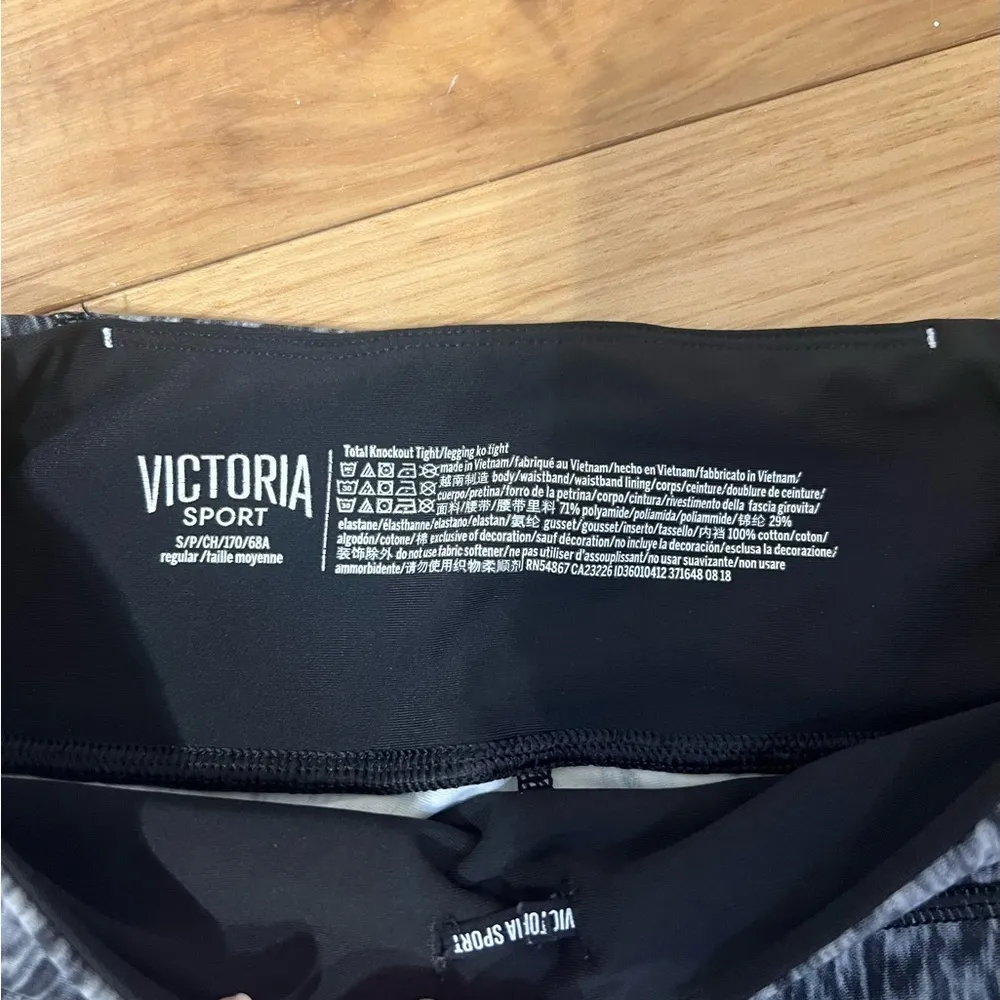 VICTORIA
SPORT
S/P/CH/170/68A
regular/taille moyenne
Total Knockout Tight/legging ko tight
made in Vietnam/fabriqué au Vietnam/hecho en Vietnam/fabbricato in Vietnam/
越南制造 body/waistband/waistband lining/corps/ceinture/doublure de ceinture/
cuerpo/pretina/forro de la petrina/corpo/cintura/rivestimento della fascia girovita/
面料/腰带/腰带里料 71% polyamide/poliamida/poliammide/锦纶 29%
elastane/élasthanne/elastano/elastan/氨纶 gusset/gousset/inserto/tassello/内裆 100% cotton/coton/
algodón/cotone/棉 exclusive of decoration/sauf décoration/no incluye la decoración/esclusa la decorazione/
装饰除外 do not use fabric softener/ne pas utiliser d'assouplissant/no usar suavizante/non usare
ammorbidente/请勿使用织物柔顺剂 RN54867 CA23226 ID36010412 371648 08 18
VICTORIA SPORT